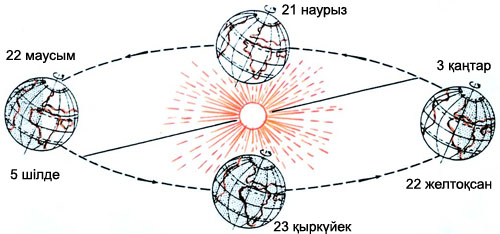 21 наурыз
22 маусым
3 қаңтар
5 шілде
22 желтоқсан
23 қыркүйек